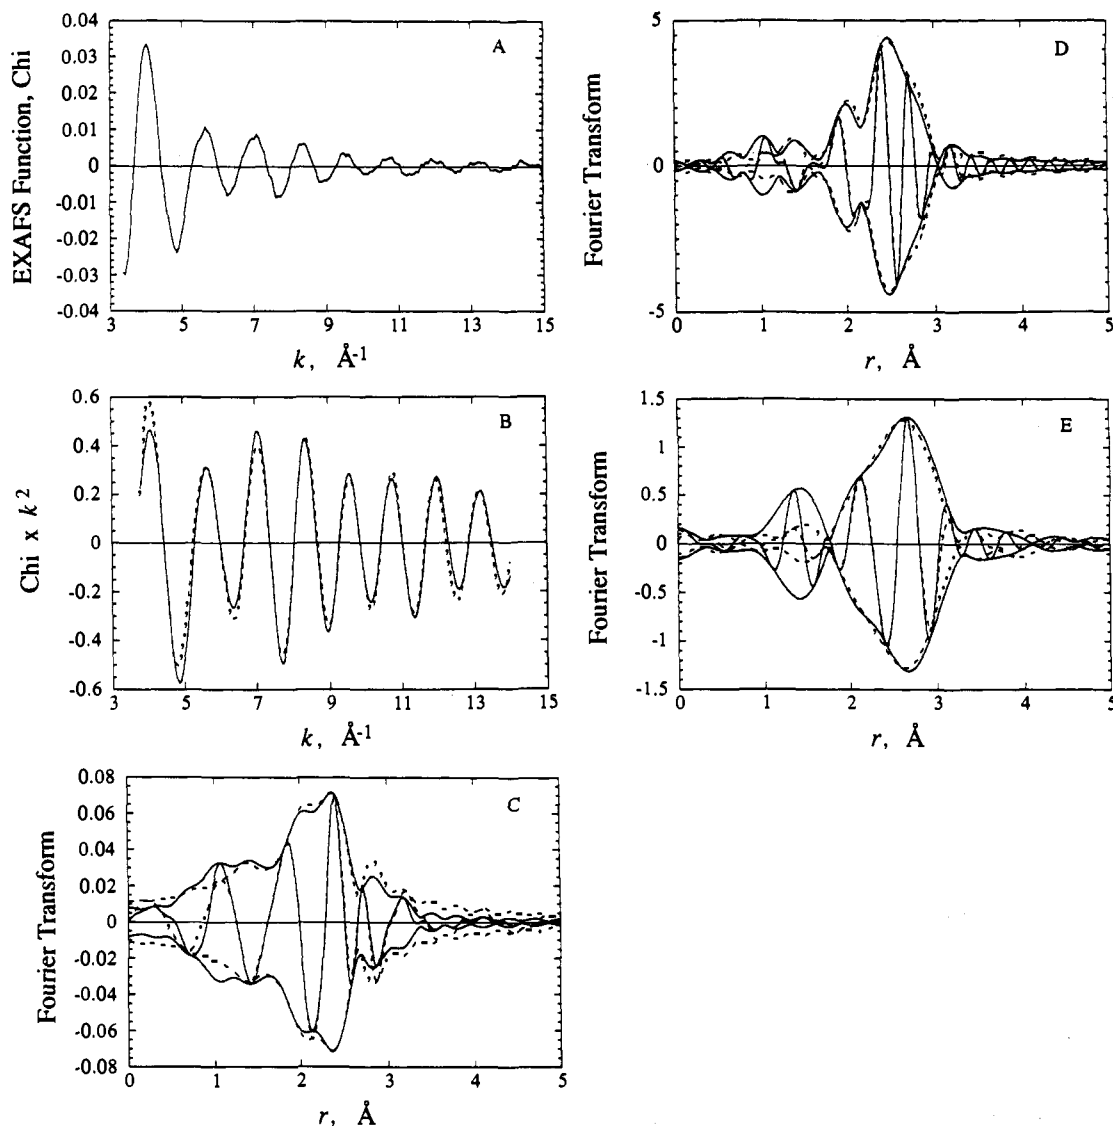 A
EXAFS Function, Chi
0.04
0.03
0.02
0.01
0
-0.01
-0.02
-0.03
-0.04
3 5 7 9 11 13 15
k, Å-1
B
Chi x k2
0.6
0.4
0.2
0
-0.2
-0.4
-0.6
3 5 7 9 11 13 15
k, Å-1
C
Fourier Transform
0.08
0.06
0.04
0.02
0
-0.02
-0.04
-0.06
-0.08
0 1 2 3 4 5
r, Å
D
Fourier Transform
5
0
-5
0 1 2 3 4 5
r, Å
E
Fourier Transform
1.5
1
0.5
0
-0.5
-1
-1.5
0 1 2 3 4 5
r, Å